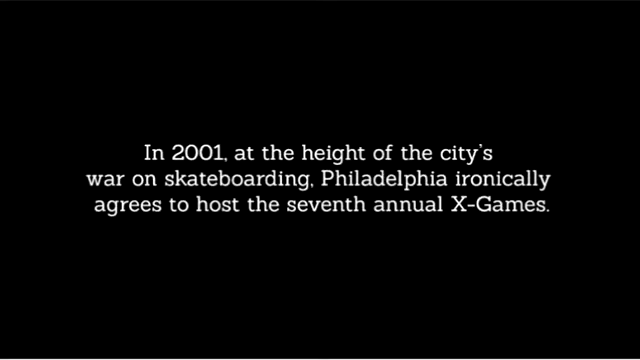 In 2001, at the height of the city's
war on skateboarding, Philadelphia ironically
agrees to host the seventh annual X-Games.